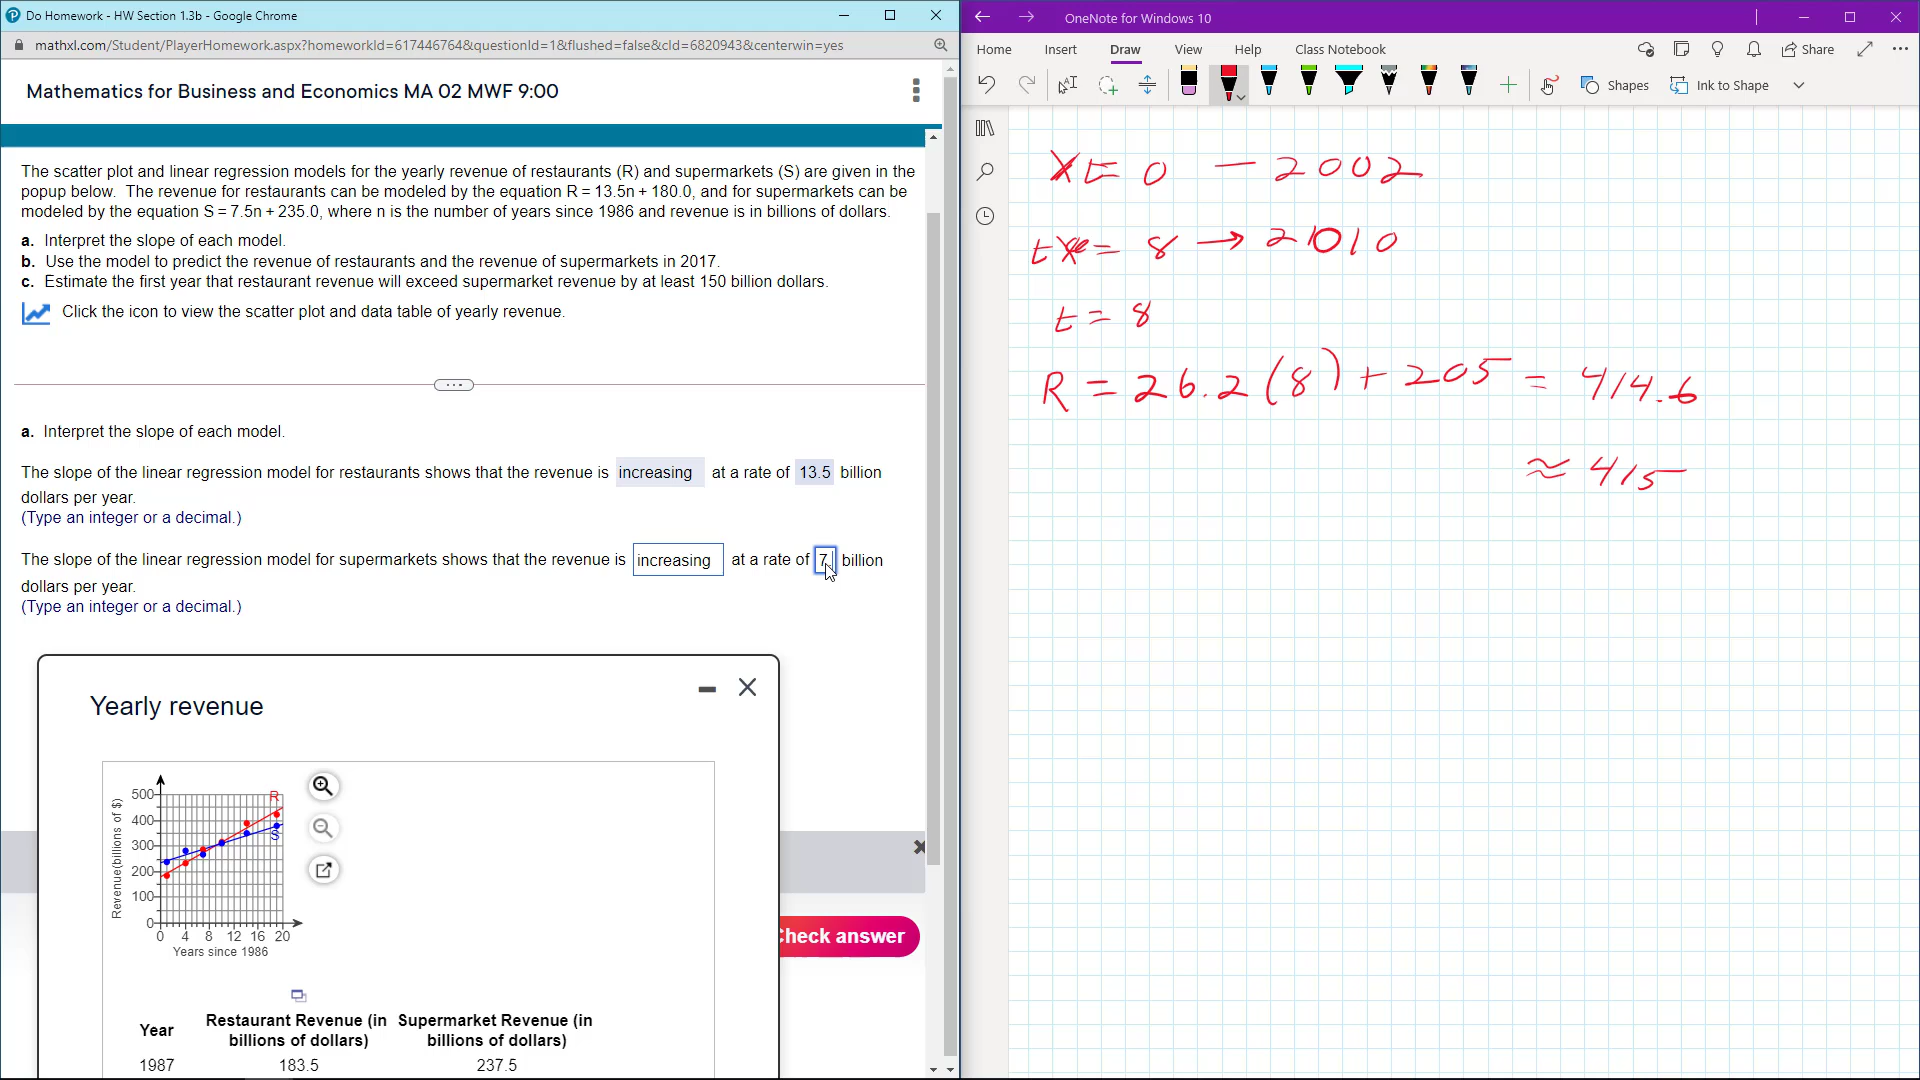 Do Homework - HW Section 1.3b - Google Chrome
mathxl.com/Student/PlayerHomework.aspx?homeworkId=617446764&questionId=1&flushed=false&cId=6820943&centerwin=yes
Mathematics for Business and Economics MA 02 MWF 9:00
The scatter plot and linear regression models for the yearly revenue of restaurants (R) and supermarkets (S) are given in the
popup below. The revenue for restaurants can be modeled by the equation R = 13.5n + 180.0, and for supermarkets can be
modeled by the equation S = 7.5n + 235.0, where n is the number of years since 1986 and revenue is in billions of dollars.
a. Interpret the slope of each model.
b. Use the model to predict the revenue of restaurants and the revenue of supermarkets in 2017.
c. Estimate the first year that restaurant revenue will exceed supermarket revenue by at least 150 billion dollars.
Click the icon to view the scatter plot and data table of yearly revenue.
a. Interpret the slope of each model.
The slope of the linear regression model for restaurants shows that the revenue is increasing at a rate of 13.5 billion
dollars per year.
(Type an integer or a decimal.)
The slope of the linear regression model for supermarkets shows that the revenue is increasing at a rate of 7 billion
dollars per year.
(Type an integer or a decimal.)
Yearly revenue
Revenue(billions of $)
500
400
300
200
100
0
R
S
0 4 8 12 16 20
Years since 1986
Year Restaurant Revenue (in billions of dollars) Supermarket Revenue (in billions of dollars)
1987 183.5 237.5
Check answer
OneNote for Windows 10
Home Insert Draw View Help Class Notebook Share
Shapes Ink to Shape
t = 0 — 2002
t = 8 → 2010
t = 8
R = 26.2 (8) + 205 = 414.6
≈ 415